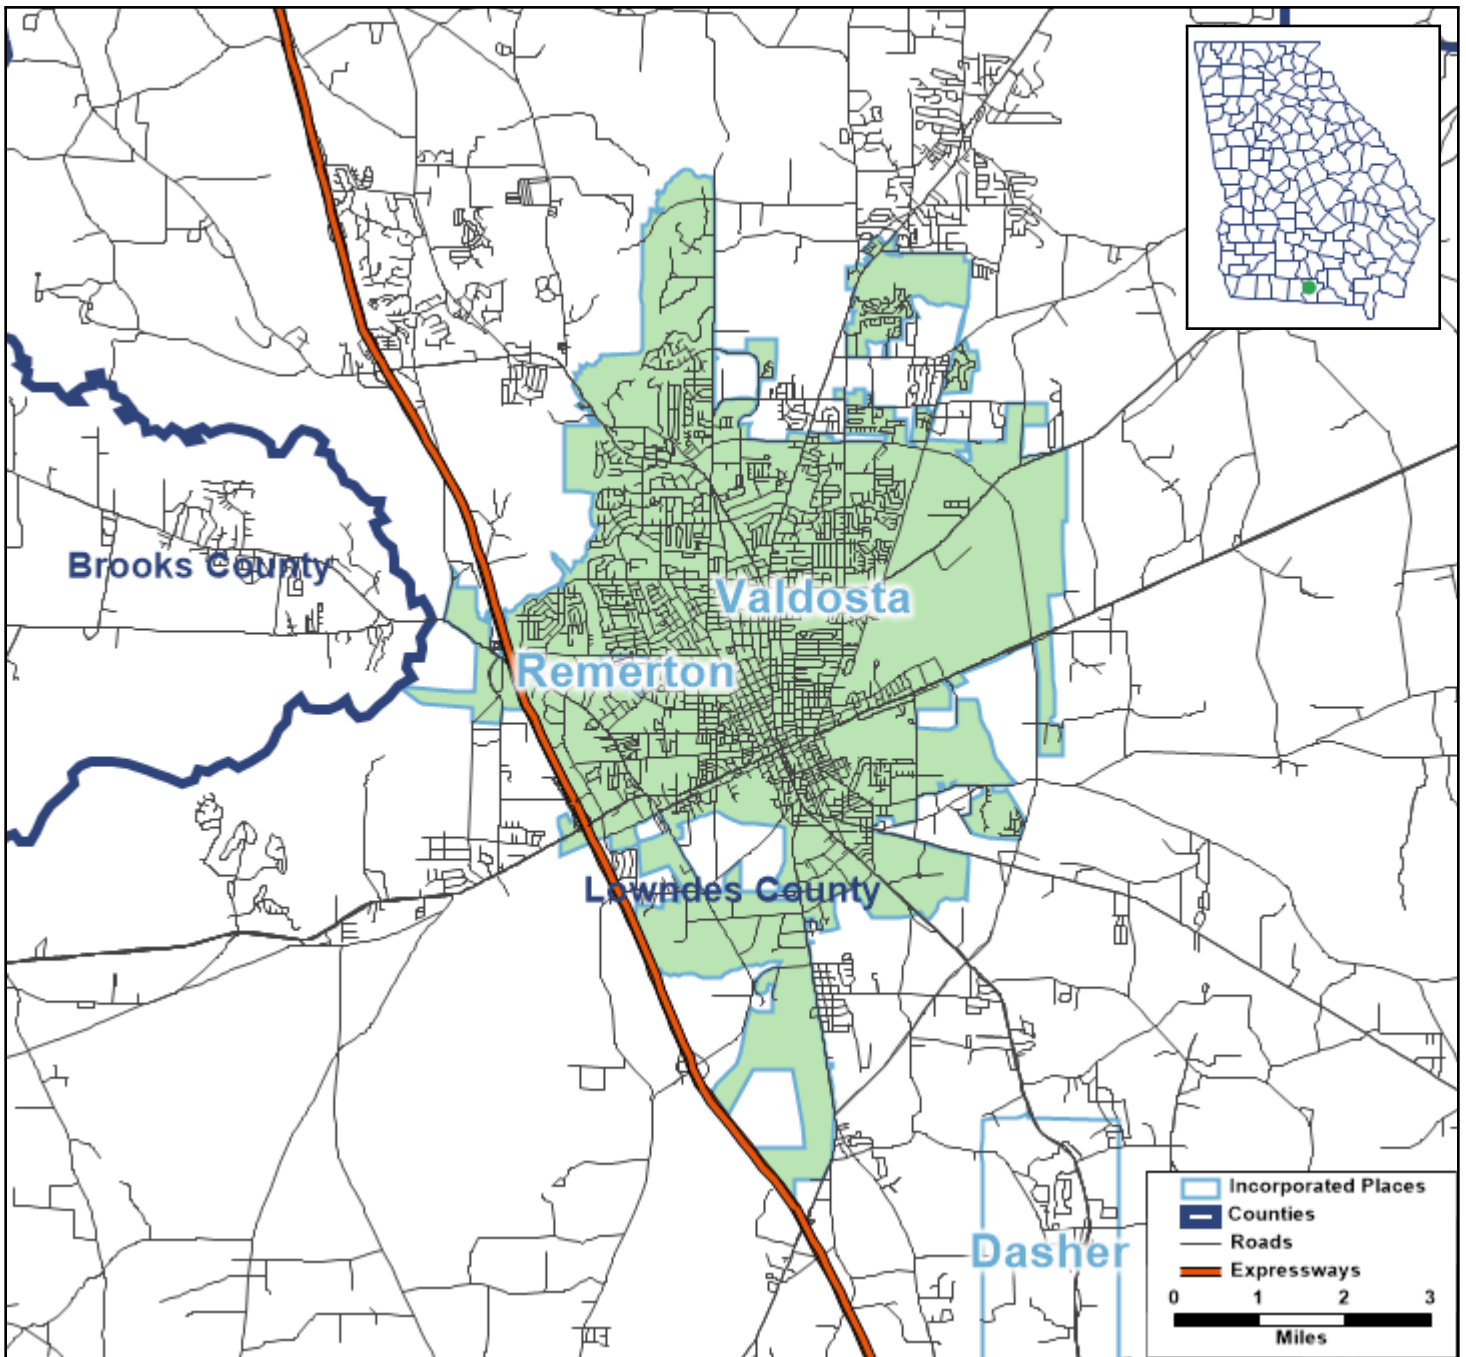 Brooks County
Valdosta
Remerton
Lowndes County
Dasher
Incorporated Places
Counties
Roads
Expressways
0 1 2 3
Miles